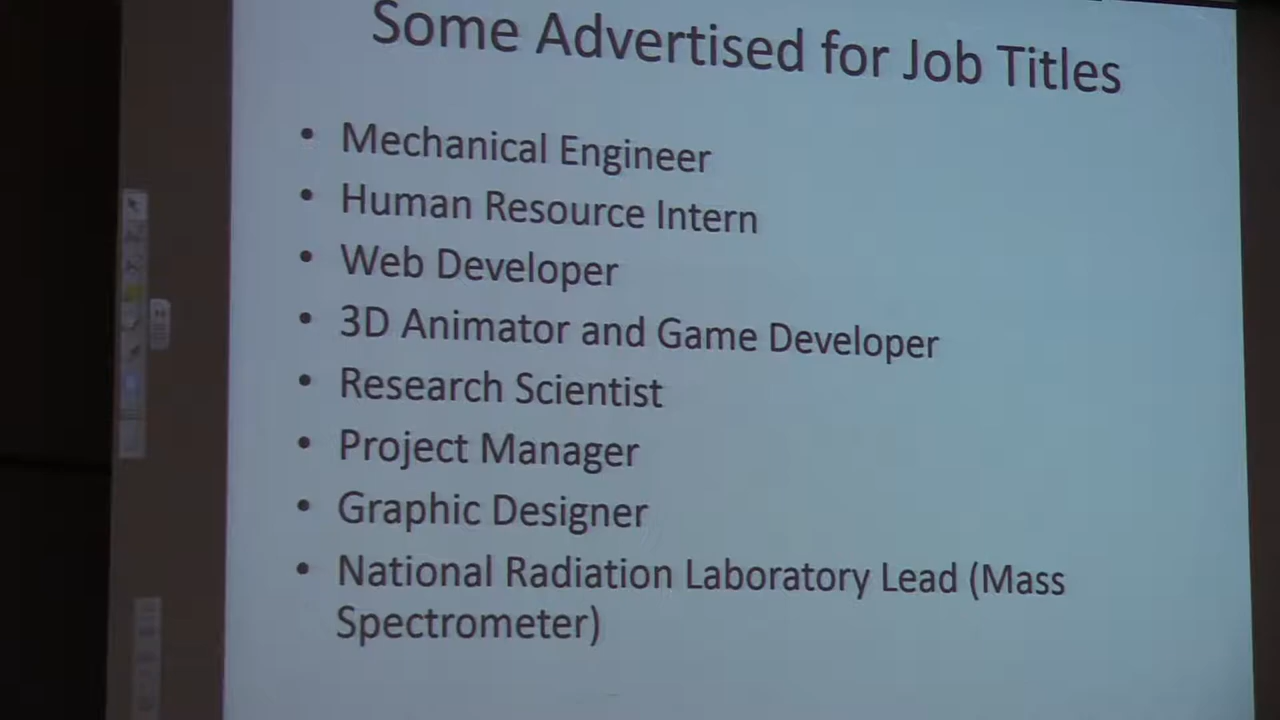 Some Advertised for Job Titles
• Mechanical Engineer
• Human Resource Intern
• Web Developer
• 3D Animator and Game Developer
• Research Scientist
• Project Manager
• Graphic Designer
• National Radiation Laboratory Lead (Mass
Spectrometer)